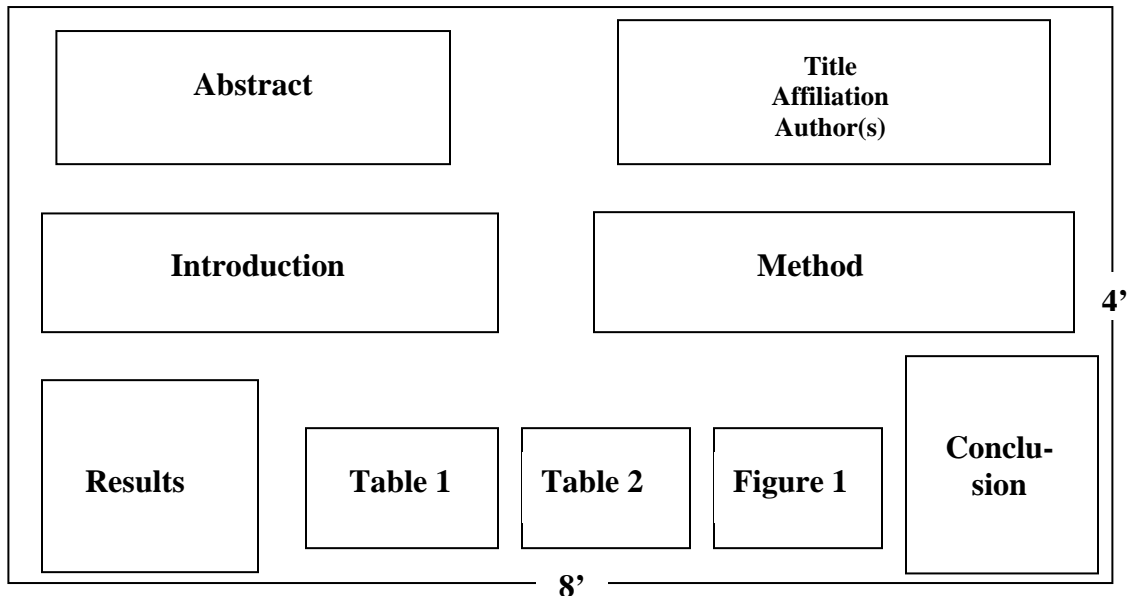 Abstract
Title
Affiliation
Author(s)
Introduction
Method
4’
Results
Table 1
Table 2
Figure 1
Conclu-
sion
8’